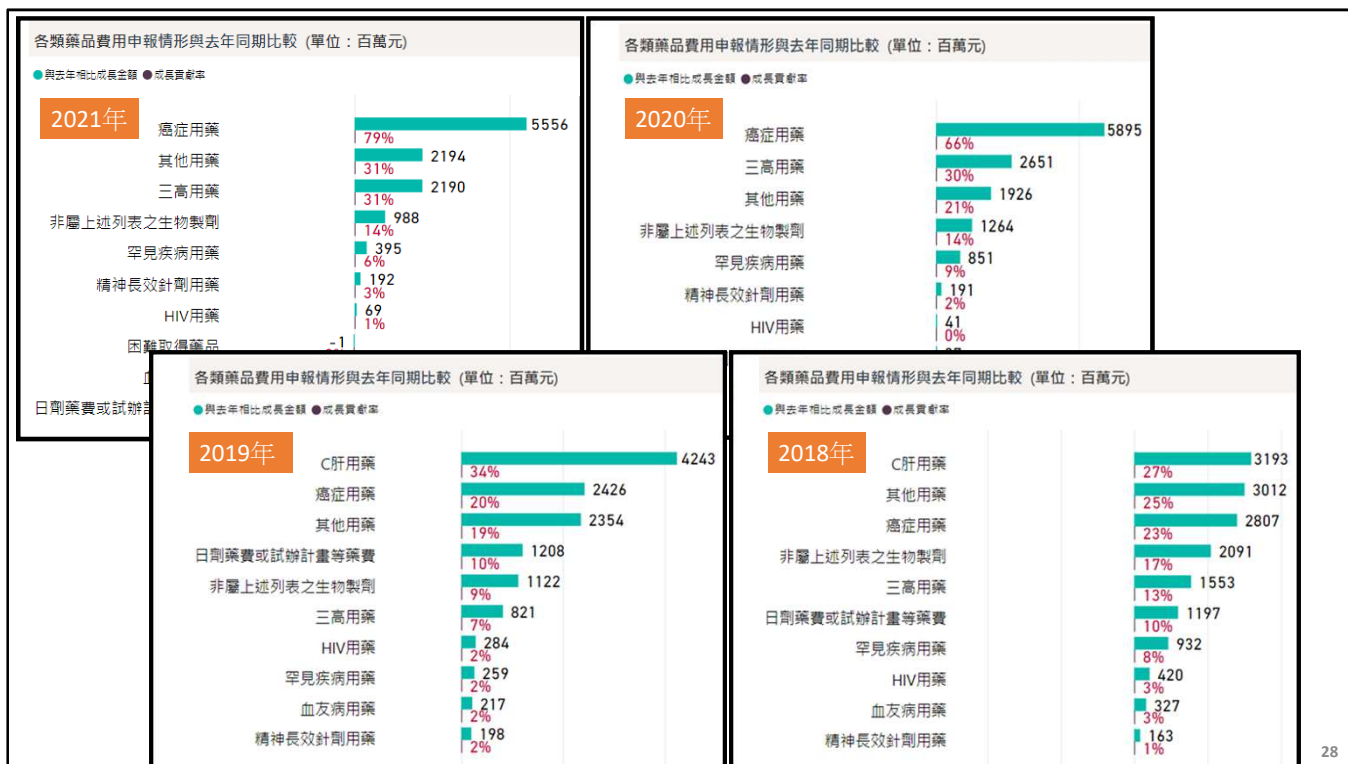 各類藥品費用申報情形與去年同期比較 (單位：百萬元)
●與去年相比成長金額 ●成長貢獻率
2021年
癌症用藥 5556
79%
其他用藥 2194
31%
三高用藥 2190
31%
非屬上述列表之生物製劑 988
14%
罕見疾病用藥 395
6%
精神長效針劑用藥 192
3%
HIV用藥 69
1%
困難取得藥品 -1
日劑藥費或試辦
各類藥品費用申報情形與去年同期比較 (單位：百萬元)
●與去年相比成長金額 ●成長貢獻率
2020年
癌症用藥 5895
66%
三高用藥 2651
30%
其他用藥 1926
21%
非屬上述列表之生物製劑 1264
14%
罕見疾病用藥 851
9%
精神長效針劑用藥 191
2%
HIV用藥 41
0%
各類藥品費用申報情形與去年同期比較 (單位：百萬元)
●與去年相比成長金額 ●成長貢獻率
2019年
C肝用藥 4243
34%
癌症用藥 2426
20%
其他用藥 2354
19%
日劑藥費或試辦計畫等藥費 1208
10%
非屬上述列表之生物製劑 1122
9%
三高用藥 821
7%
HIV用藥 284
2%
罕見疾病用藥 259
2%
血友病用藥 217
2%
精神長效針劑用藥 198
2%
各類藥品費用申報情形與去年同期比較 (單位：百萬元)
●與去年相比成長金額 ●成長貢獻率
2018年
C肝用藥 3193
27%
其他用藥 3012
25%
癌症用藥 2807
23%
非屬上述列表之生物製劑 2091
17%
三高用藥 1553
13%
日劑藥費或試辦計畫等藥費 1197
10%
罕見疾病用藥 932
8%
HIV用藥 420
3%
血友病用藥 327
3%
精神長效針劑用藥 163
1%
28